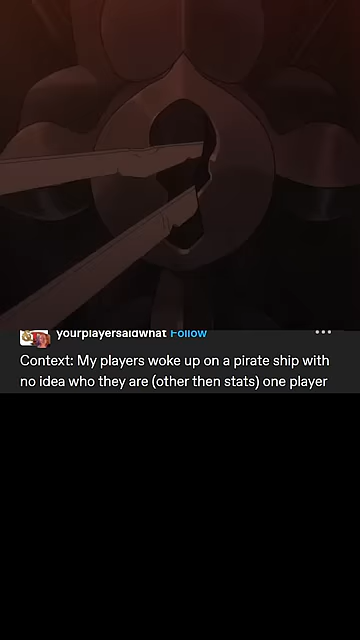 yourplayersaidwhat Follow
Context: My players woke up on a pirate ship with
no idea who they are (other then stats) one player